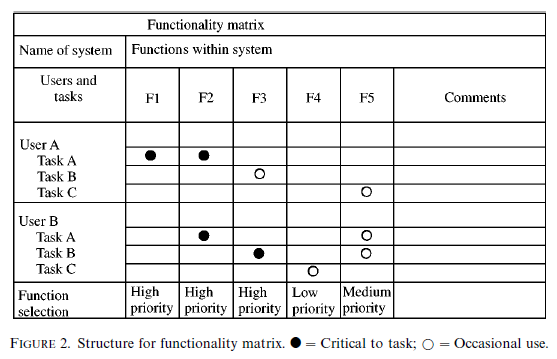 Functionality matrix
Name of system Functions within system
Users and
tasks F1 F2 F3 F4 F5 Comments
User A
Task A ● ●
Task B ○
Task C ○
User B
Task A ● ○
Task B ● ○
Task C ○
Function High High High Low Medium
selection priority priority priority priority priority
FIGURE 2. Structure for functionality matrix. ● = Critical to task; ○ = Occasional use.